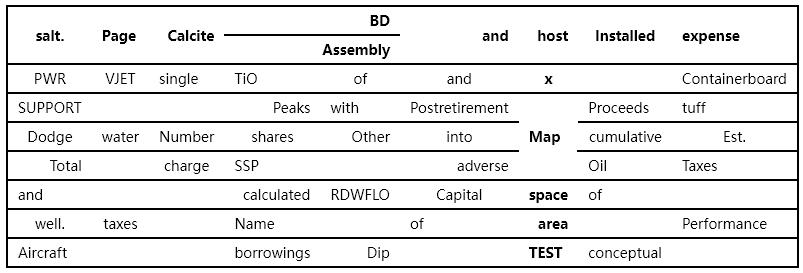 salt. Page Calcite BD and host Installed expense
Assembly
PWR VJET single TiO of and x Containerboard
SUPPORT Peaks with Postretirement Proceeds tuff
Dodge water Number shares Other into Map cumulative Est.
Total charge SSP adverse Oil Taxes
and calculated RDWFLO Capital space of
well. taxes Name of area Performance
Aircraft borrowings Dip TEST conceptual